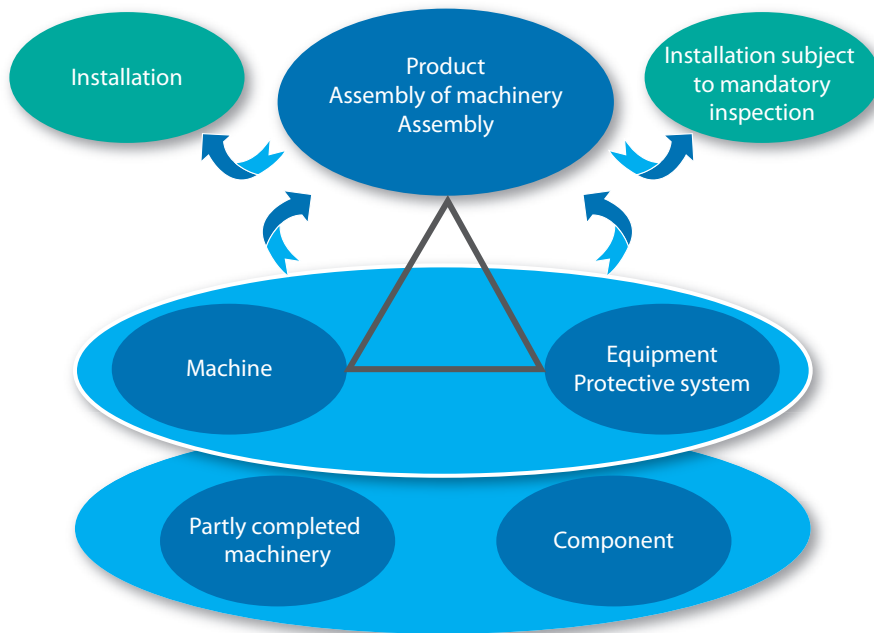 Installation
Product
Assembly of machinery
Assembly
Installation subject
to mandatory
inspection
Machine
Equipment
Protective system
Partly completed
machinery
Component